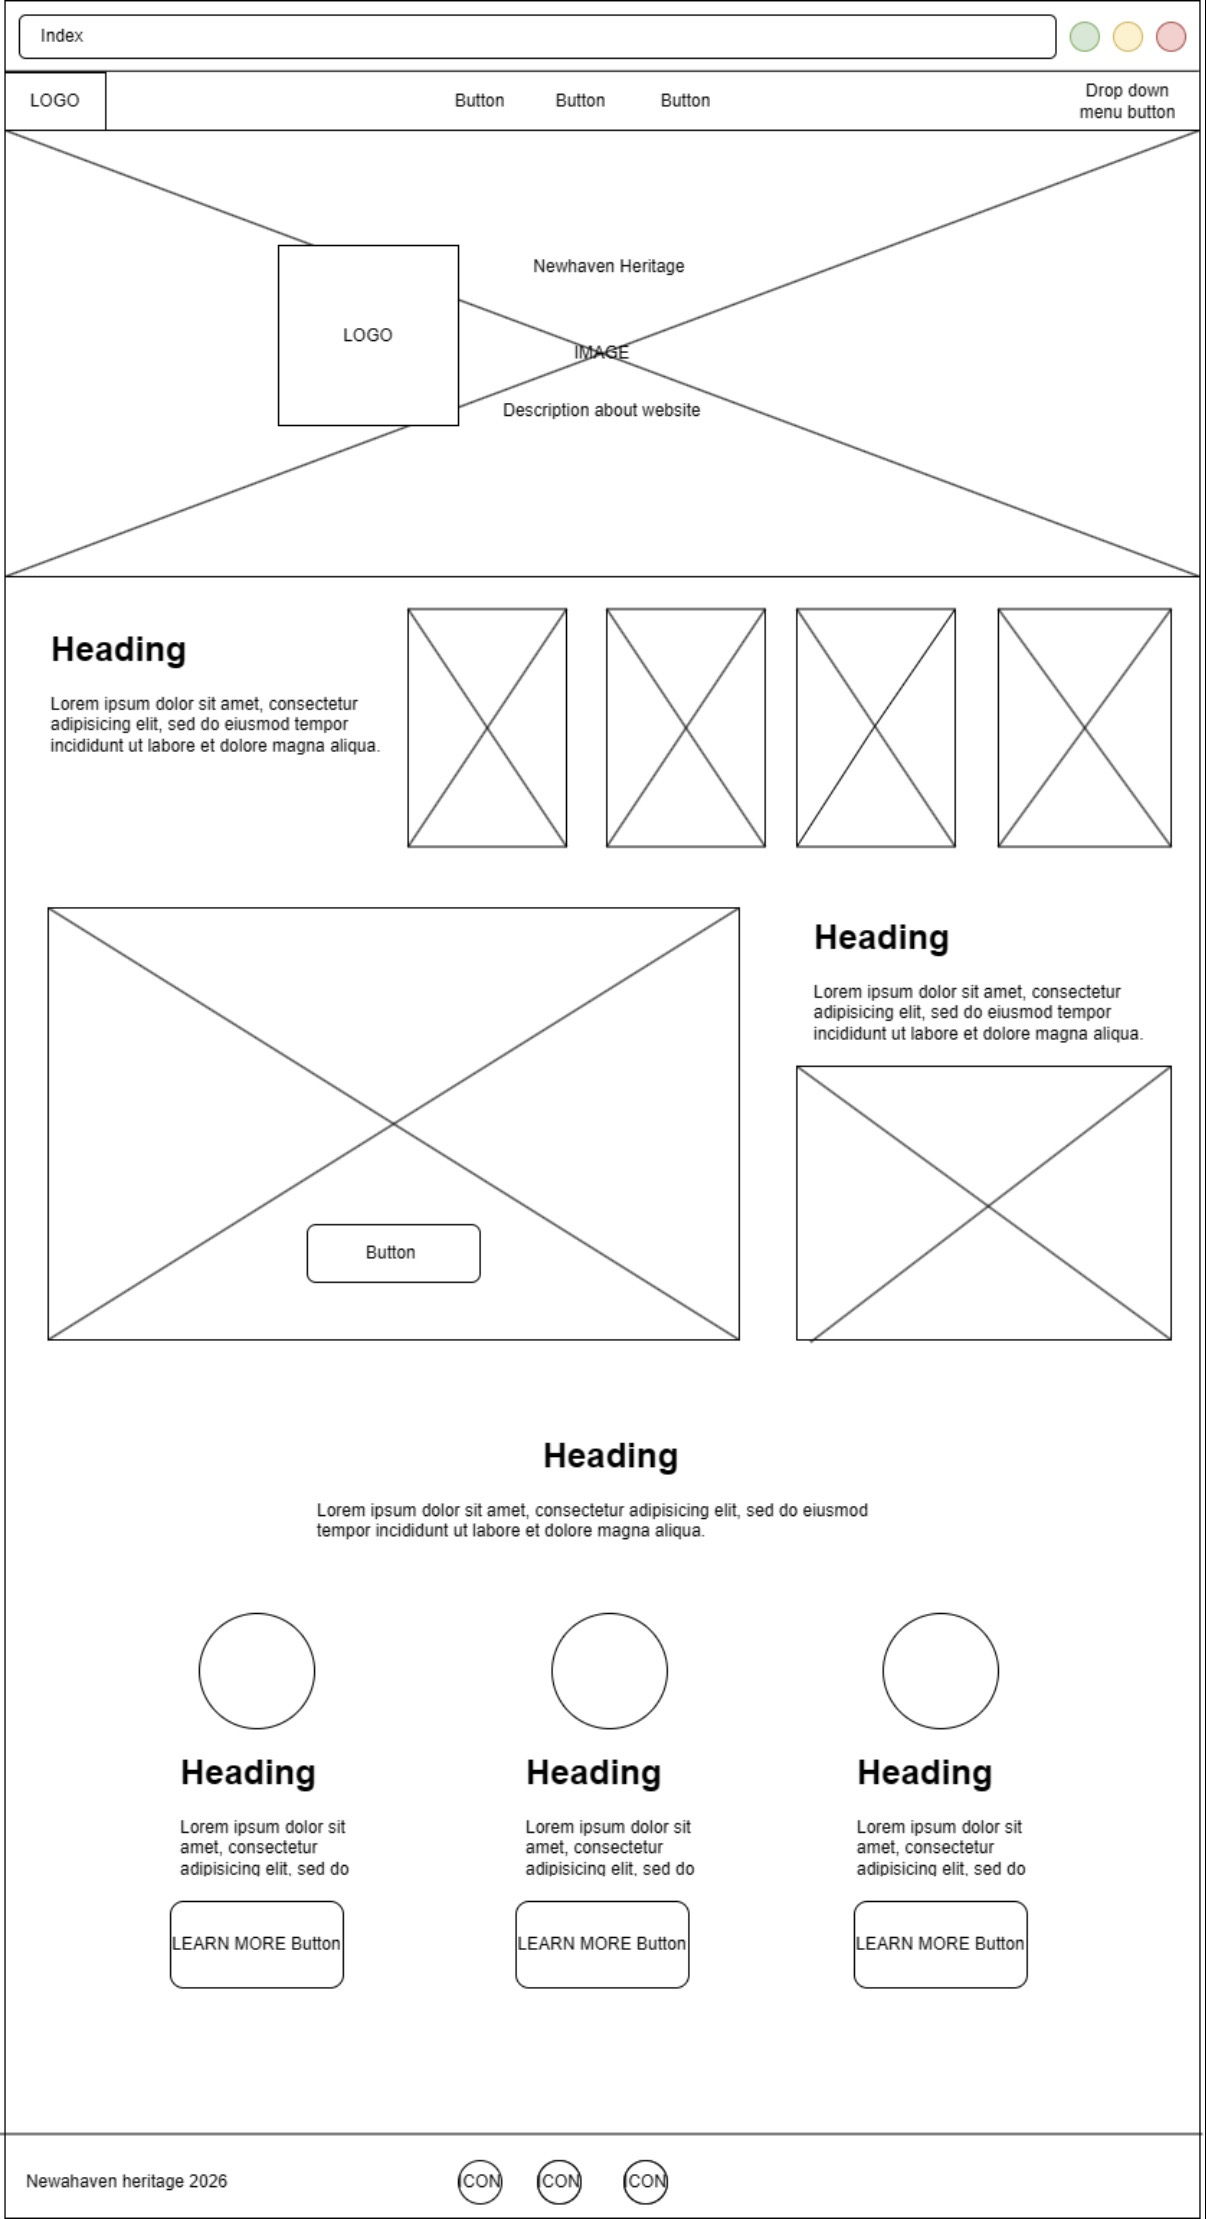 Index
LOGO
Button
Button
Button
Drop down
menu button
Newhaven Heritage
LOGO
IMAGE
Description about website
Heading
Lorem ipsum dolor sit amet, consectetur
adipisicing elit, sed do eiusmod tempor
incididunt ut labore et dolore magna aliqua.
Heading
Lorem ipsum dolor sit amet, consectetur
adipisicing elit, sed do eiusmod tempor
incididunt ut labore et dolore magna aliqua.
Button
Heading
Lorem ipsum dolor sit amet, consectetur adipisicing elit, sed do eiusmod
tempor incididunt ut labore et dolore magna aliqua.
Heading
Lorem ipsum dolor sit
amet, consectetur
adipisicing elit, sed do
LEARN MORE Button
Heading
Lorem ipsum dolor sit
amet, consectetur
adipisicing elit, sed do
LEARN MORE Button
Heading
Lorem ipsum dolor sit
amet, consectetur
adipisicing elit, sed do
LEARN MORE Button
Newahaven heritage 2026
ICON
ICON
ICON